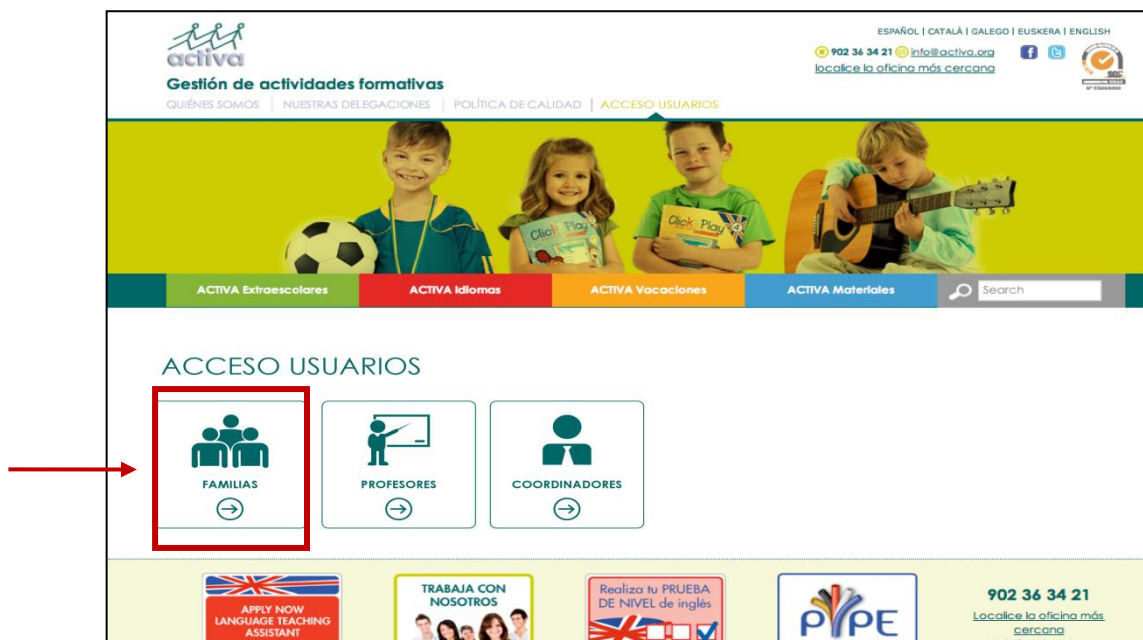 activa
ESPAÑOL | CATALÀ | GALEGO | EUSKERA | ENGLISH
902 36 34 21 info@activa.org
localice la oficina más cercana
SGS
Gestión de actividades formativas
QUIÉNES SOMOS | NUESTRAS DELEGACIONES | POLÍTICA DE CALIDAD | ACCESO USUARIOS
Click Play
Click Play 4
ACTIVA Extraescolares
ACTIVA Idiomas
ACTIVA Vacaciones
ACTIVA Materiales
Search
ACCESO USUARIOS
FAMILIAS
PROFESORES
COORDINADORES
APPLY NOW
LANGUAGE TEACHING
ASSISTANT
TRABAJA CON
NOSOTROS
Realiza tu PRUEBA
DE NIVEL de inglés
PIPE
902 36 34 21
Localice la oficina más
cercana